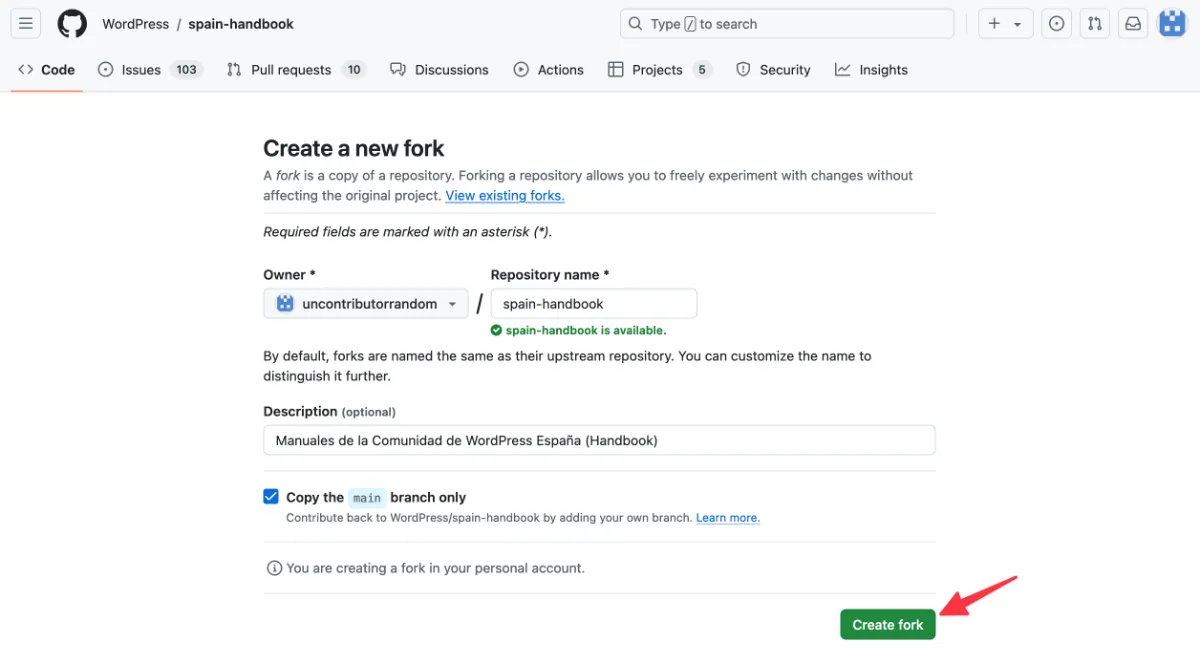 WordPress / spain-handbook
Type / to search
Code
Issues 103
Pull requests 10
Discussions
Actions
Projects 5
Security
Insights
Create a new fork
A fork is a copy of a repository. Forking a repository allows you to freely experiment with changes without
affecting the original project. View existing forks.
Required fields are marked with an asterisk (*).
Owner *
Repository name *
uncontributorrandom / spain-handbook
spain-handbook is available.
By default, forks are named the same as their upstream repository. You can customize the name to
distinguish it further.
Description (optional)
Manuales de la Comunidad de WordPress España (Handbook)
Copy the main branch only
Contribute back to WordPress/spain-handbook by adding your own branch. Learn more.
You are creating a fork in your personal account.
Create fork